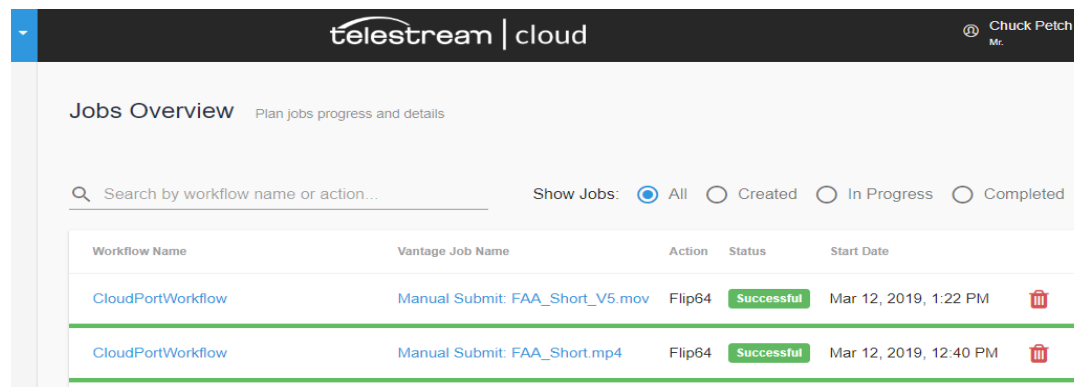 telestream | cloud
Chuck Petch
Mr.
Jobs Overview Plan jobs progress and details
Search by workflow name or action... Show Jobs: All Created In Progress Completed
Workflow Name Vantage Job Name Action Status Start Date
CloudPortWorkflow Manual Submit: FAA_Short_V5.mov Flip64 Successful Mar 12, 2019, 1:22 PM
CloudPortWorkflow Manual Submit: FAA_Short.mp4 Flip64 Successful Mar 12, 2019, 12:40 PM